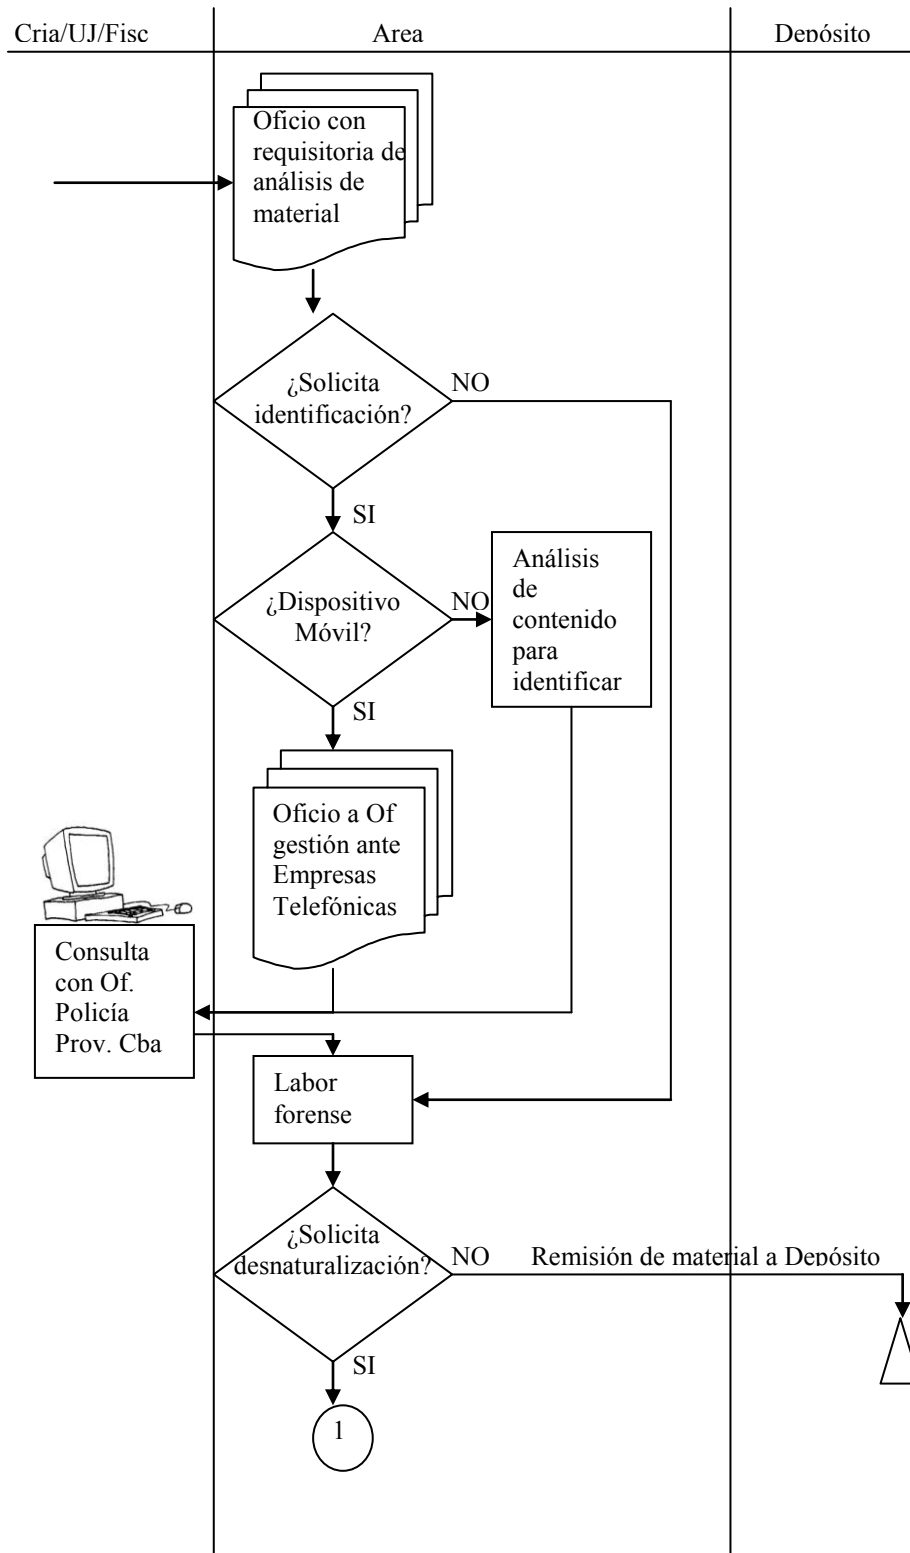 Cria/UJ/Fisc
Area
Depósito
Oficio con
requisitoria de
análisis de
material
¿Solicita
identificación?
NO
SI
¿Dispositivo
Móvil?
NO
Análisis
de
contenido
para
identificar
SI
Oficio a Of
gestión ante
Empresas
Telefónicas
Consulta
con Of.
Policía
Prov. Cba
Labor
forense
¿Solicita
desnaturalización?
NO
Remisión de material a Depósito
SI
1